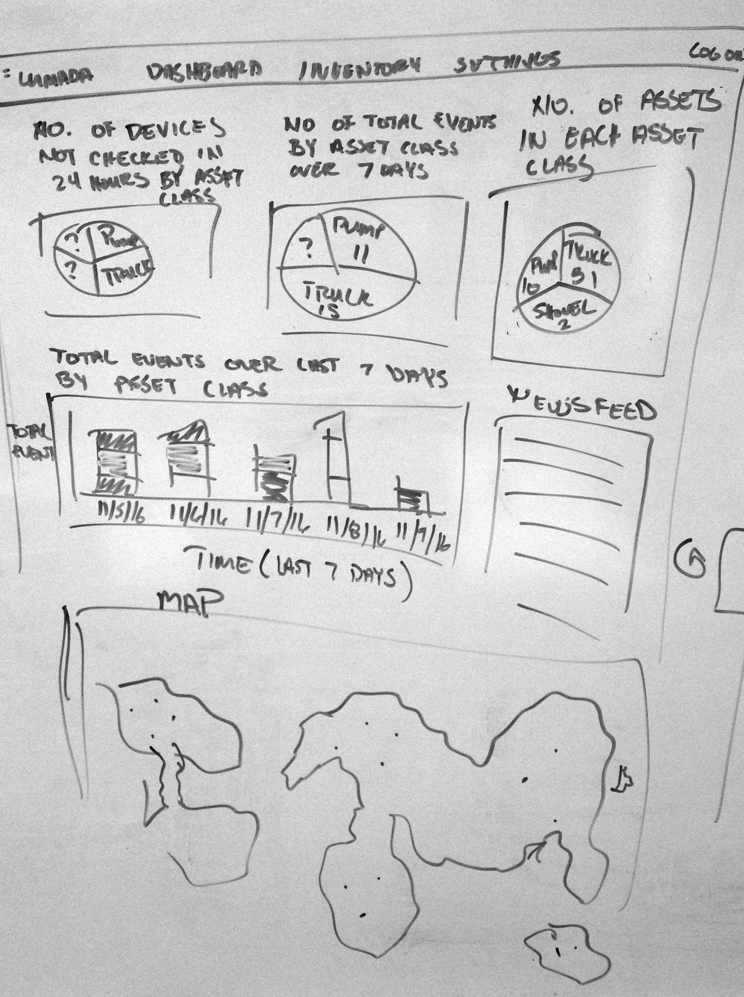 LUMADA DASHBOARD INVENTORY SETTINGS LOG OU
NO. OF DEVICES
NOT CHECKED IN
24 HOURS BY ASSET
CLASS
? PUMP
? TRUCK
NO OF TOTAL EVENTS
BY ASSET CLASS
OVER 7 DAYS
? PUMP
11
TRUCK
15
NO. OF ASSETS
IN EACH ASSET
CLASS
TRUCK
51
10
SHOVEL
2
TOTAL EVENTS OVER LAST 7 DAYS
BY ASSET CLASS
TOTAL
EVENT
11/5/16 11/6/16 11/7/16 11/8/16 11/9/16
TIME (LAST 7 DAYS)
NEWSFEED
MAP
A